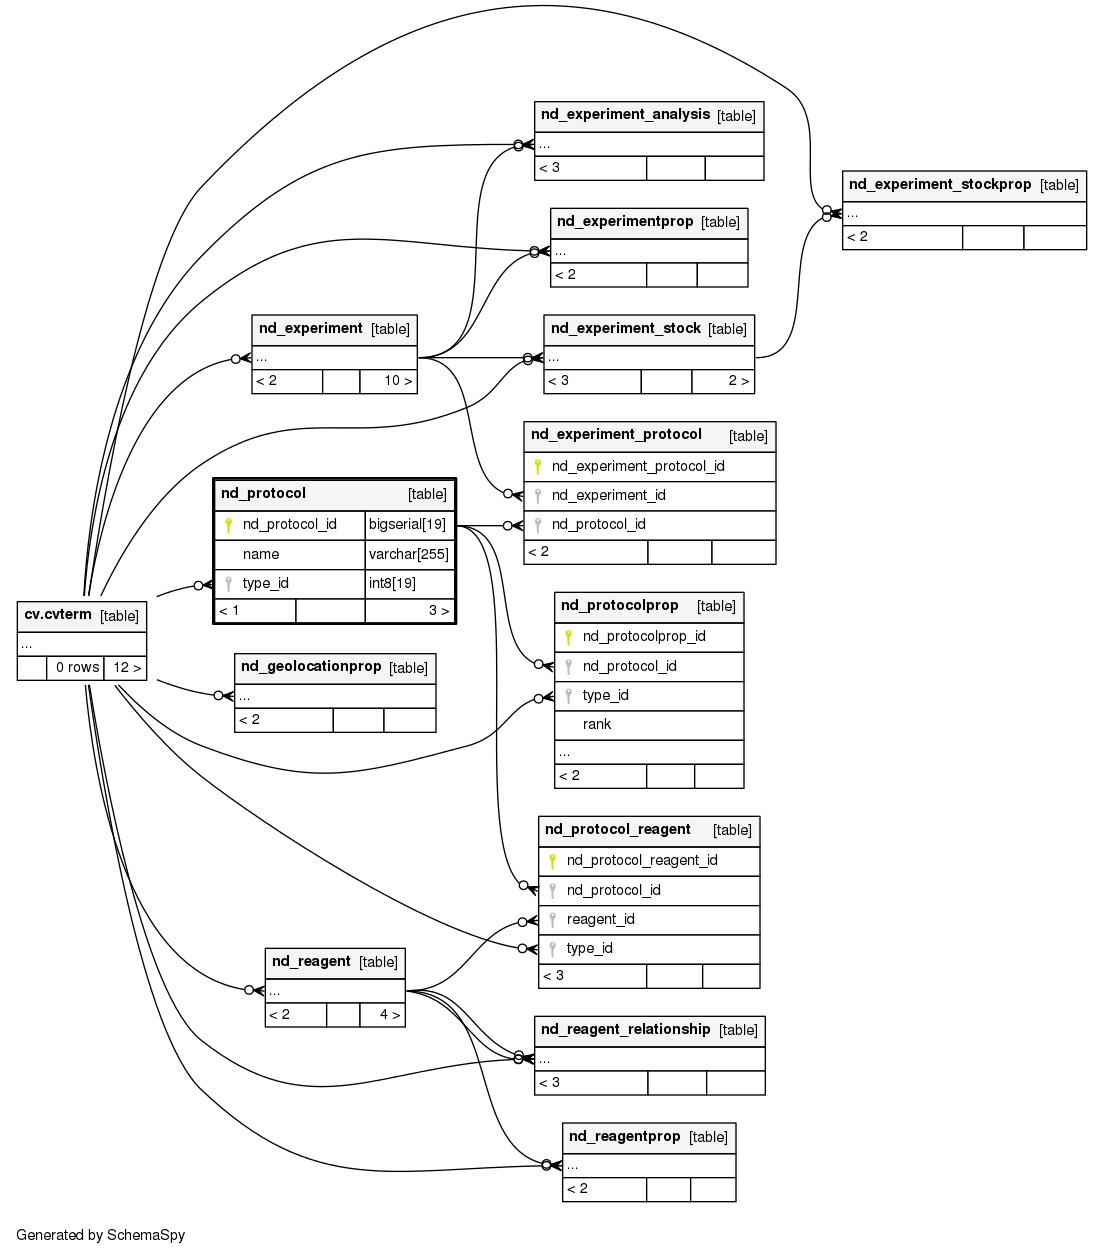 nd_experiment_analysis [table]
...
< 3
nd_experiment_stockprop [table]
...
< 2
nd_experimentprop [table]
...
< 2
nd_experiment [table]
...
< 2 10 >
nd_experiment_stock [table]
...
< 3 2 >
nd_experiment_protocol [table]
nd_experiment_protocol_id
nd_experiment_id
nd_protocol_id
< 2
nd_protocol [table]
nd_protocol_id bigserial[19]
name varchar[255]
type_id int8[19]
< 1 3 >
cv.cvterm [table]
...
0 rows 12 >
nd_protocolprop [table]
nd_protocolprop_id
nd_protocol_id
type_id
rank
...
< 2
nd_geolocationprop [table]
...
< 2
nd_protocol_reagent [table]
nd_protocol_reagent_id
nd_protocol_id
reagent_id
type_id
< 3
nd_reagent [table]
...
< 2 4 >
nd_reagent_relationship [table]
...
< 3
nd_reagentprop [table]
...
< 2
Generated by SchemaSpy